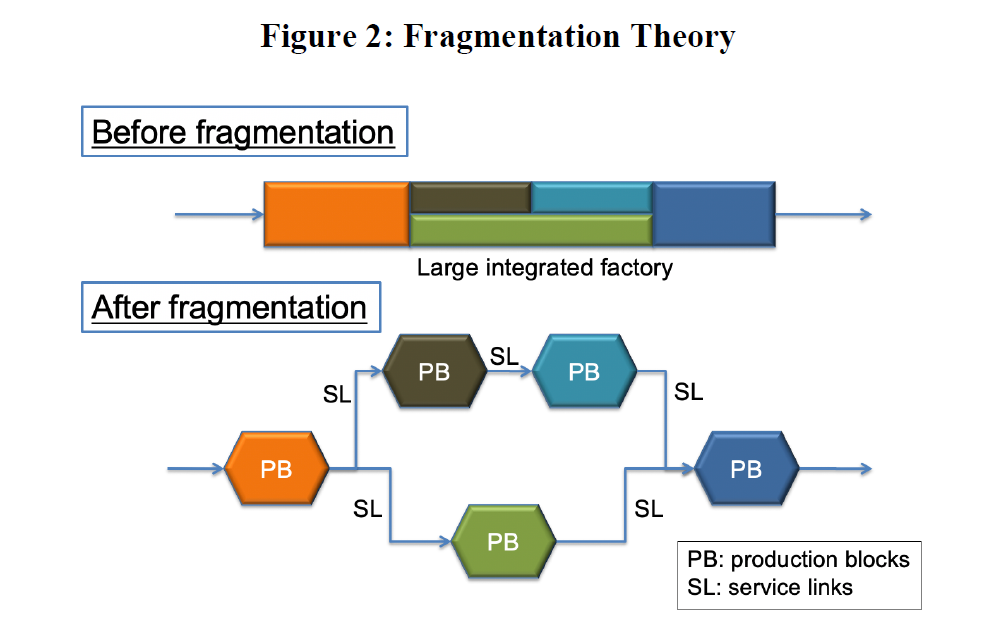 Figure 2: Fragmentation Theory
Before fragmentation
Large integrated factory
After fragmentation
PB
SL
PB
SL
SL
PB
PB
SL
SL
PB
PB: production blocks
SL: service links